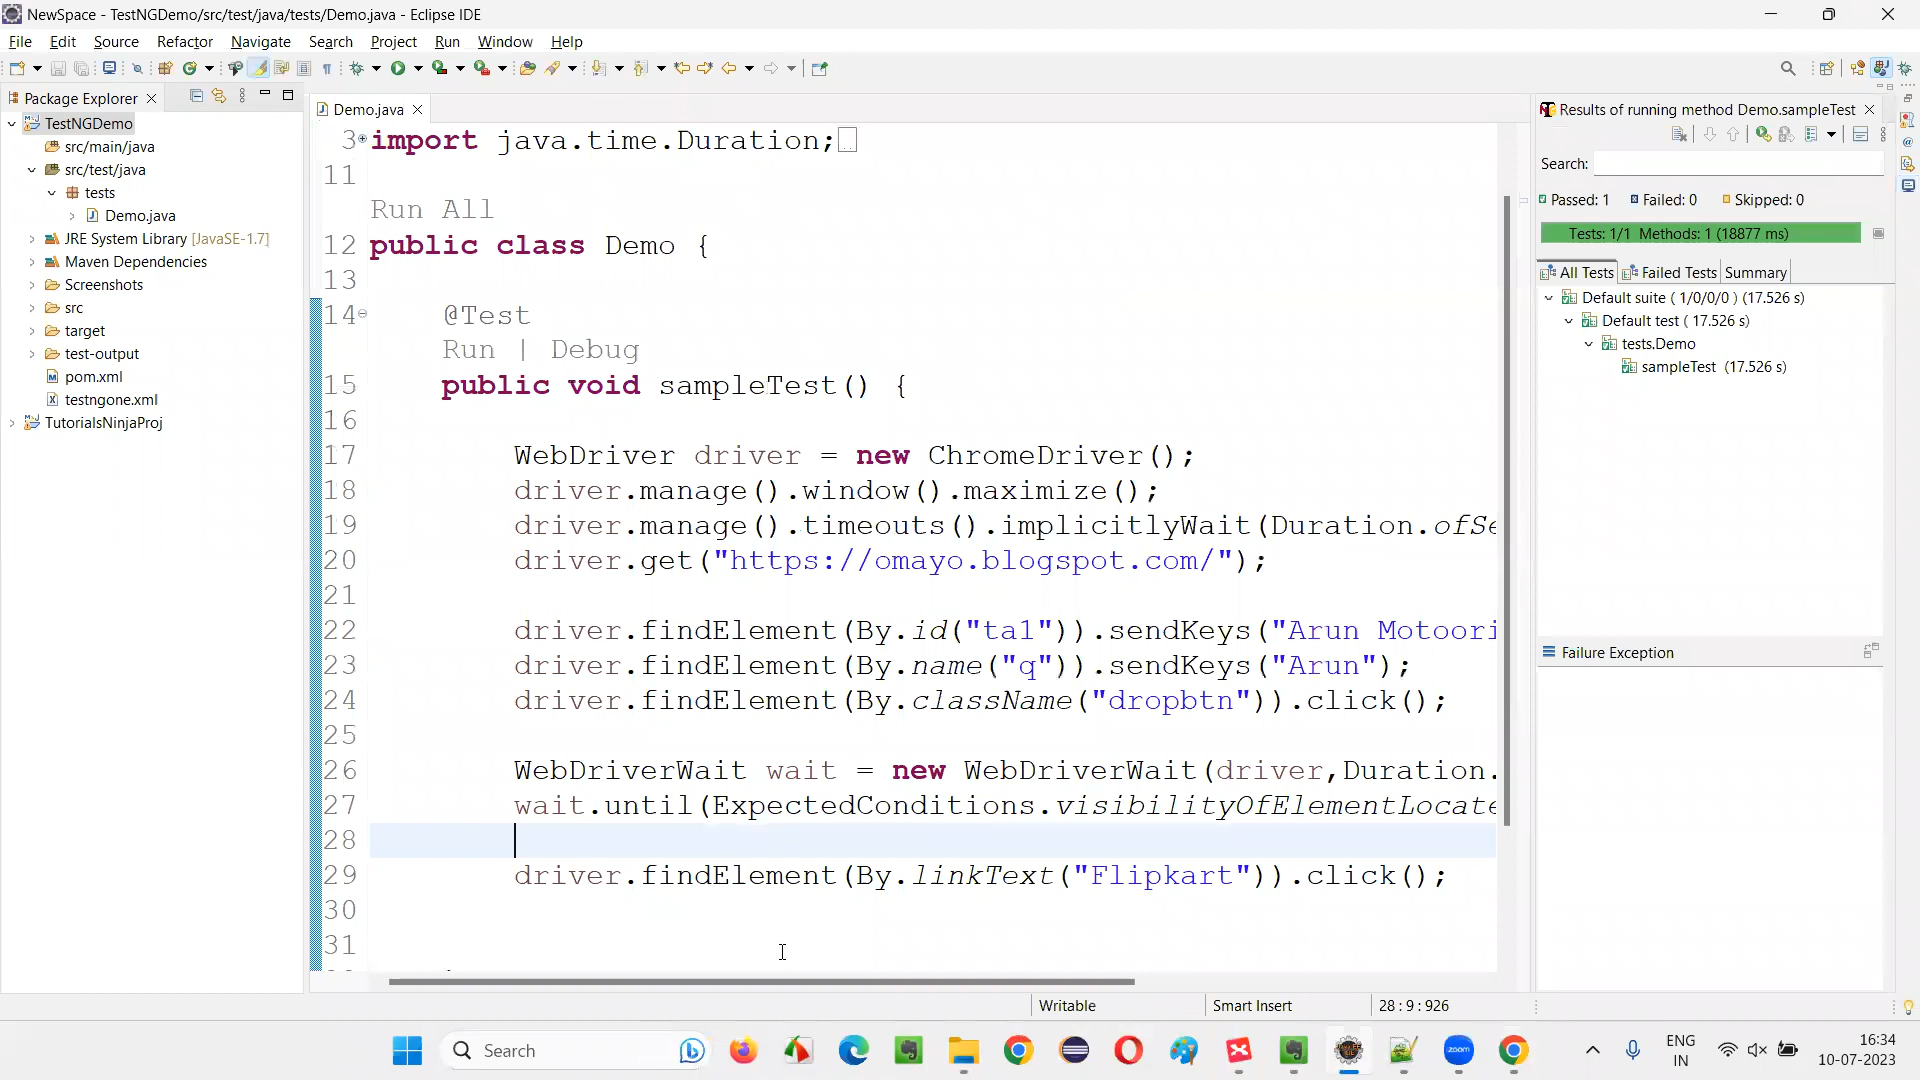 NewSpace - TestNGDemo/src/test/java/tests/Demo.java - Eclipse IDE
File Edit Source Refactor Navigate Search Project Run Window Help
Package Explorer
TestNGDemo
src/main/java
src/test/java
tests
Demo.java
JRE System Library [JavaSE-1.7]
Maven Dependencies
Screenshots
src
target
test-output
pom.xml
testngone.xml
TutorialsNinjaProj
Demo.java
3 import java.time.Duration;
11
Run All
12 public class Demo {
13
14 @Test
Run | Debug
15 public void sampleTest() {
16
17 WebDriver driver = new ChromeDriver();
18 driver.manage().window().maximize();
19 driver.manage().timeouts().implicitlyWait(Duration.ofSe
20 driver.get("https://omayo.blogspot.com/");
21
22 driver.findElement(By.id("ta1")).sendKeys("Arun Motoori
23 driver.findElement(By.name("q")).sendKeys("Arun");
24 driver.findElement(By.className("dropbtn")).click();
25
26 WebDriverWait wait = new WebDriverWait(driver,Duration.
27 wait.until(ExpectedConditions.visibilityOfElementLocate
28
29 driver.findElement(By.linkText("Flipkart")).click();
30
31
Results of running method Demo.sampleTest
Search:
Passed: 1 Failed: 0 Skipped: 0
Tests: 1/1 Methods: 1 (18877 ms)
All Tests Failed Tests Summary
Default suite ( 1/0/0/0 ) (17.526 s)
Default test ( 17.526 s)
tests.Demo
sampleTest (17.526 s)
Failure Exception
Writable Smart Insert 28 : 9 : 926
Search
zoom
ENG
IN
16:34
10-07-2023